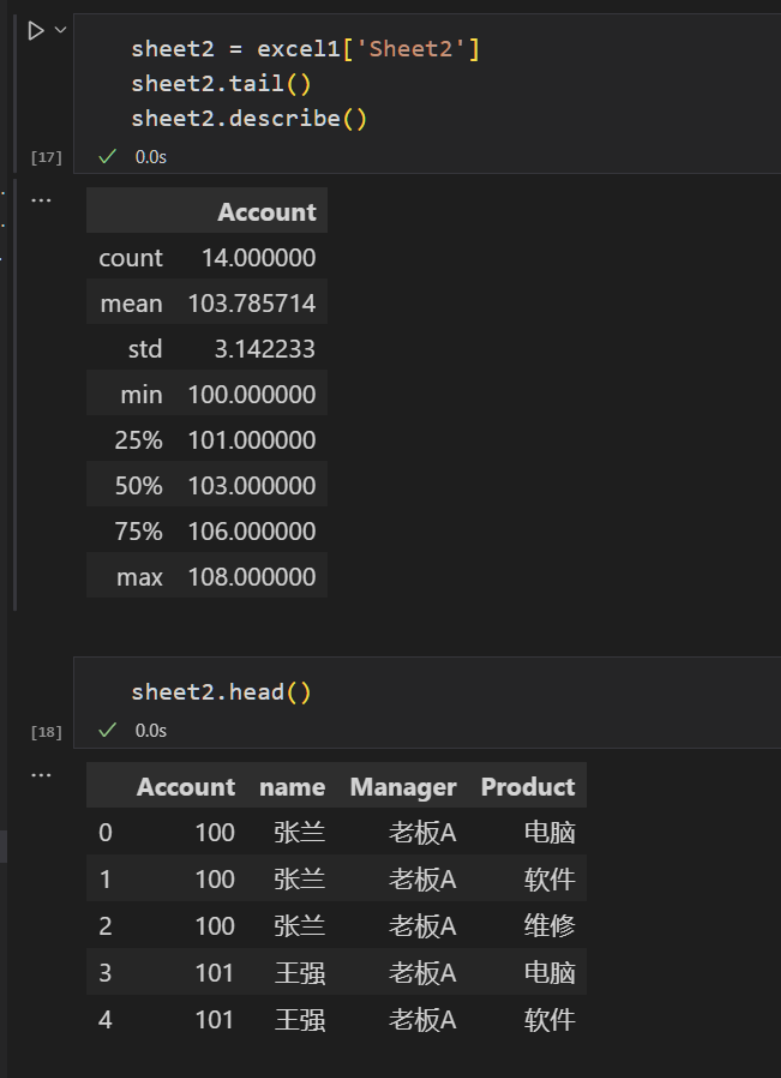 sheet2 = excel1['Sheet2']
sheet2.tail()
sheet2.describe()
[17] 0.0s
...
Account
count 14.000000
mean 103.785714
std 3.142233
min 100.000000
25% 101.000000
50% 103.000000
75% 106.000000
max 108.000000
sheet2.head()
[18] 0.0s
...
Account name Manager Product
0 100 张兰 老板A 电脑
1 100 张兰 老板A 软件
2 100 张兰 老板A 维修
3 101 王强 老板A 电脑
4 101 王强 老板A 软件